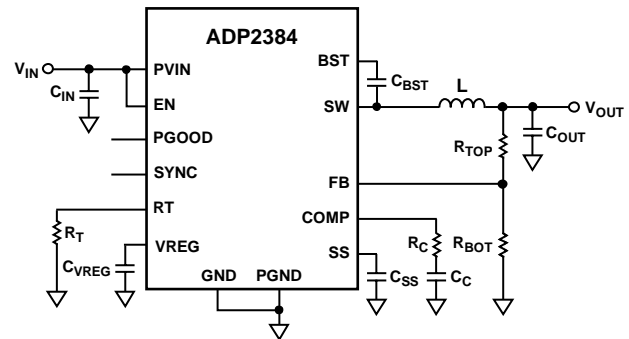 ADP2384
V_IN
C_IN
PVIN
EN
PGOOD
SYNC
RT
VREG
R_T
C_VREG
GND
PGND
BST
SW
FB
COMP
SS
C_BST
L
V_OUT
C_OUT
R_TOP
R_C
R_BOT
C_SS
C_C